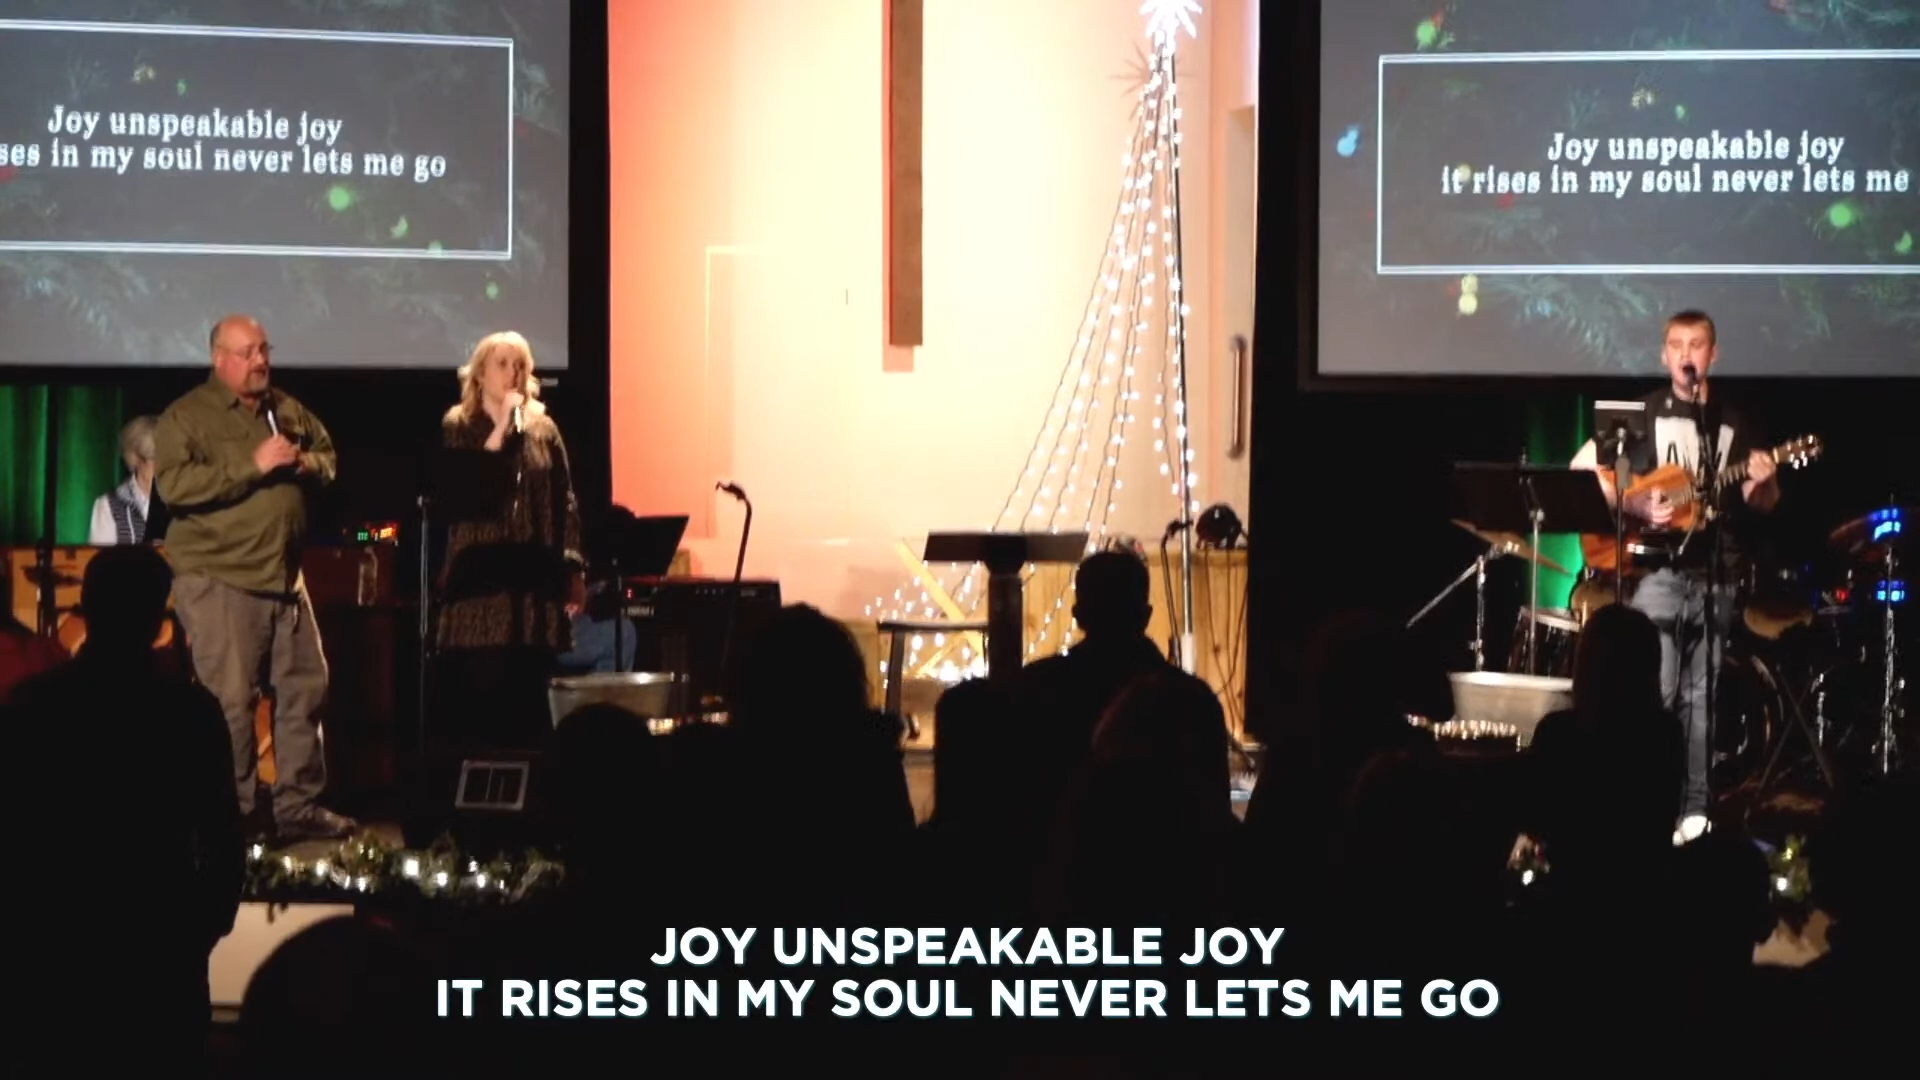 Joy unspeakable joy
ses in my soul never lets me go
Joy unspeakable joy
it rises in my soul never lets me
JOY UNSPEAKABLE JOY
IT RISES IN MY SOUL NEVER LETS ME GO